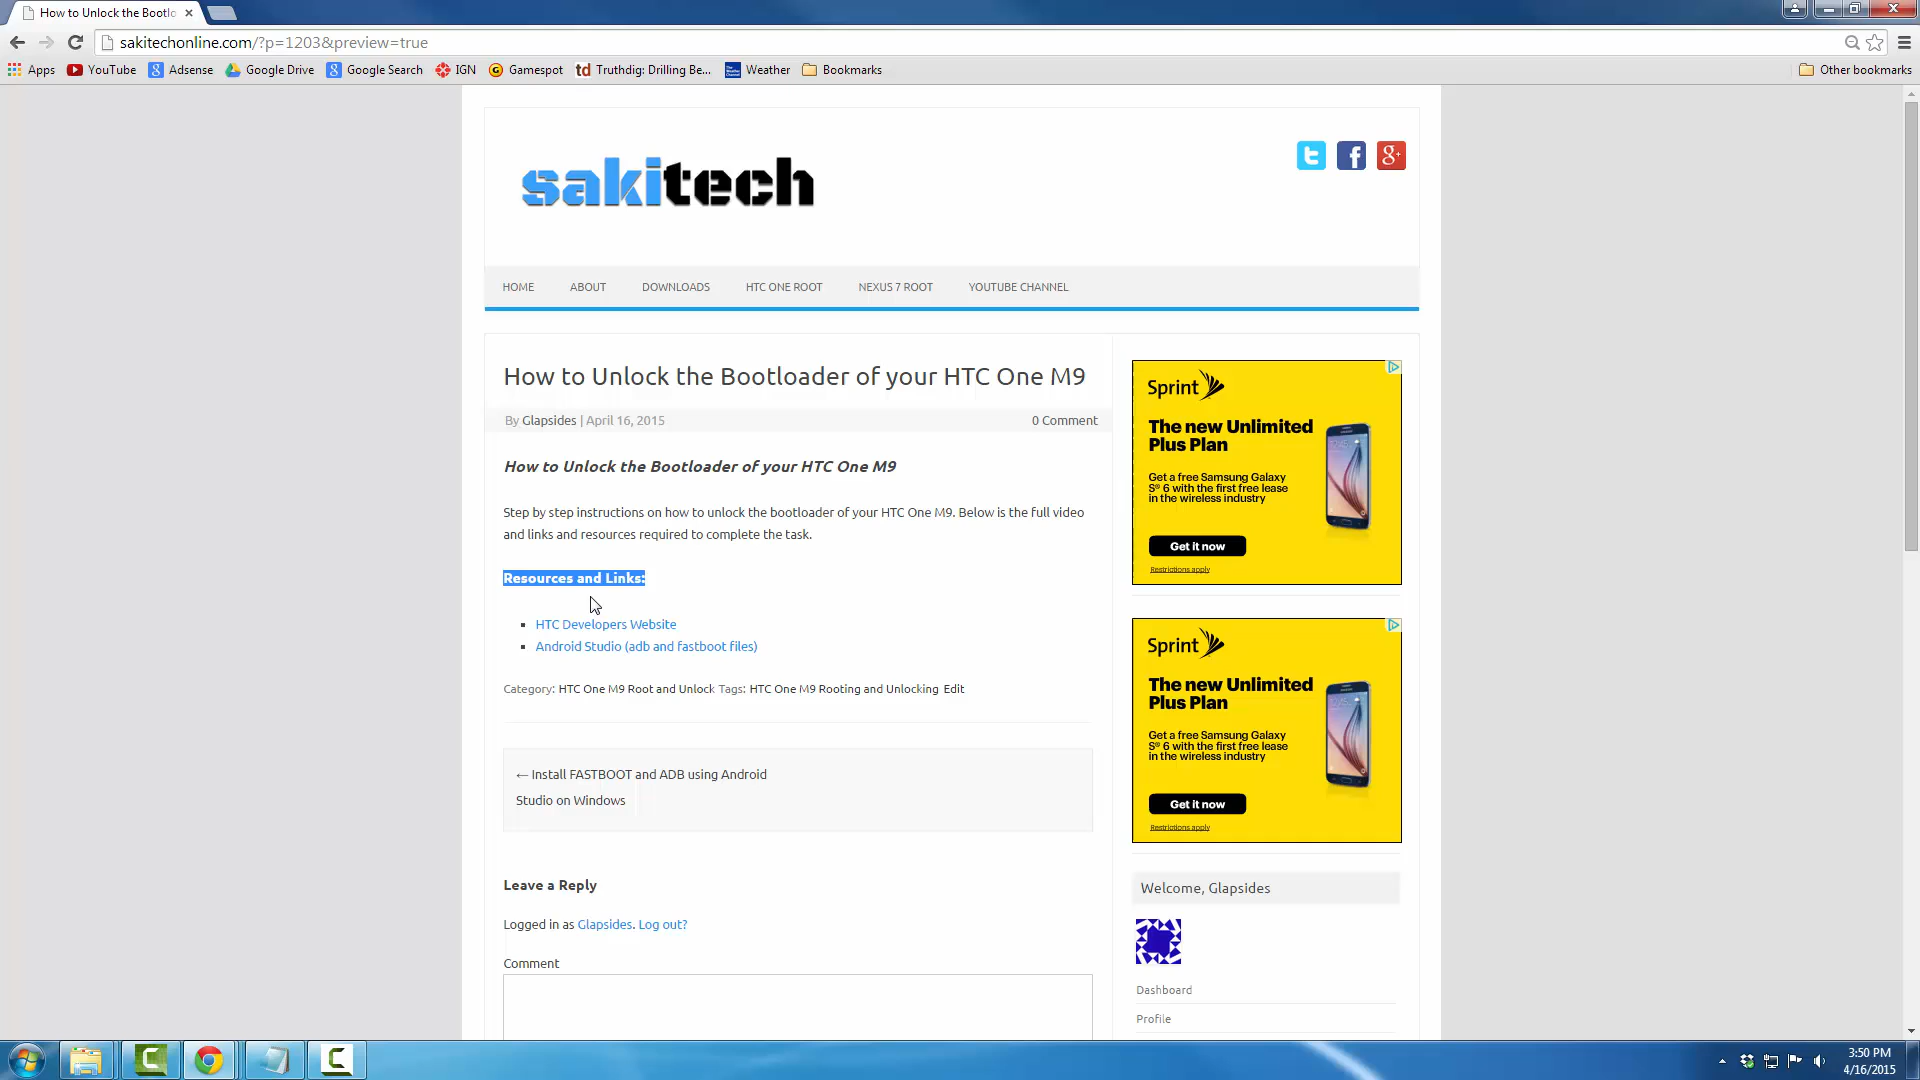 How to Unlock the Bootlo
sakitechonline.com/?p=1203&preview=true
Apps YouTube Adsense Google Drive Google Search IGN Gamespot Truthdig: Drilling Be... Weather Bookmarks Other bookmarks
sakitech
HOME ABOUT DOWNLOADS HTC ONE ROOT NEXUS 7 ROOT YOUTUBE CHANNEL
How to Unlock the Bootloader of your HTC One M9
By Glapsides | April 16, 2015 0 Comment
How to Unlock the Bootloader of your HTC One M9
Step by step instructions on how to unlock the bootloader of your HTC One M9. Below is the full video
and links and resources required to complete the task.
Resources and Links:
HTC Developers Website
Android Studio (adb and fastboot files)
Category: HTC One M9 Root and Unlock Tags: HTC One M9 Rooting and Unlocking Edit
← Install FASTBOOT and ADB using Android
Studio on Windows
Leave a Reply
Logged in as Glapsides. Log out?
Comment
Sprint
The new Unlimited
Plus Plan
Get a free Samsung Galaxy
S® 6 with the first free lease
in the wireless industry
Get it now
Restrictions apply
Sprint
The new Unlimited
Plus Plan
Get a free Samsung Galaxy
S® 6 with the first free lease
in the wireless industry
Get it now
Restrictions apply
Welcome, Glapsides
Dashboard
Profile
3:50 PM
4/16/2015